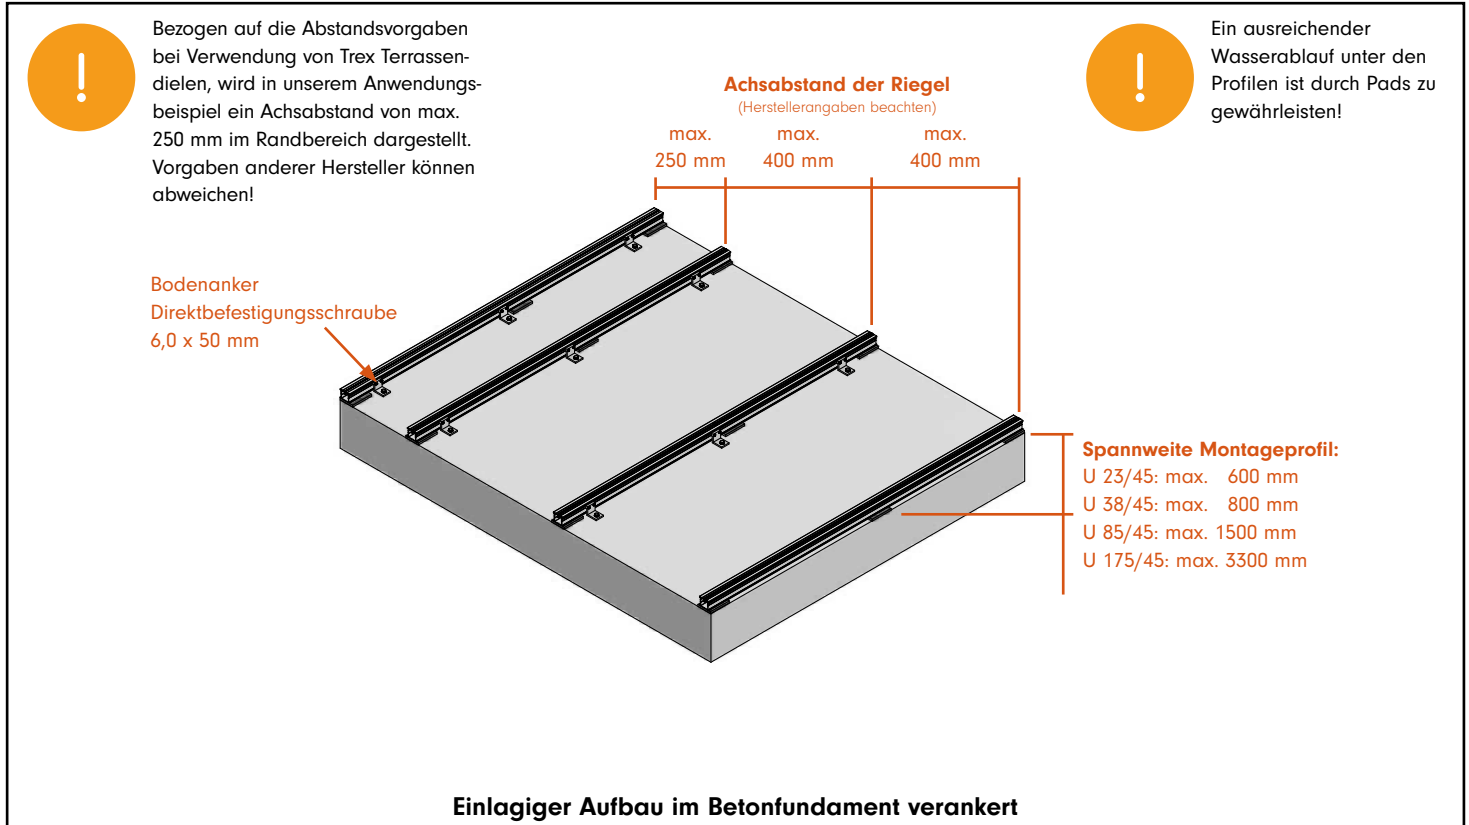 Bezogen auf die Abstandsvorgaben
bei Verwendung von Trex Terrassen-
dielen, wird in unserem Anwendungs-
beispiel ein Achsabstand von max.
250 mm im Randbereich dargestellt.
Vorgaben anderer Hersteller können
abweichen!
Ein ausreichender
Wasserablauf unter den
Profilen ist durch Pads zu
gewährleisten!
Achsabstand der Riegel
(Herstellerangaben beachten)
max. max. max.
250 mm 400 mm 400 mm
Bodenanker
Direktbefestigungsschraube
6,0 x 50 mm
Spannweite Montageprofil:
U 23/45: max. 600 mm
U 38/45: max. 800 mm
U 85/45: max. 1500 mm
U 175/45: max. 3300 mm
Einlagiger Aufbau im Betonfundament verankert